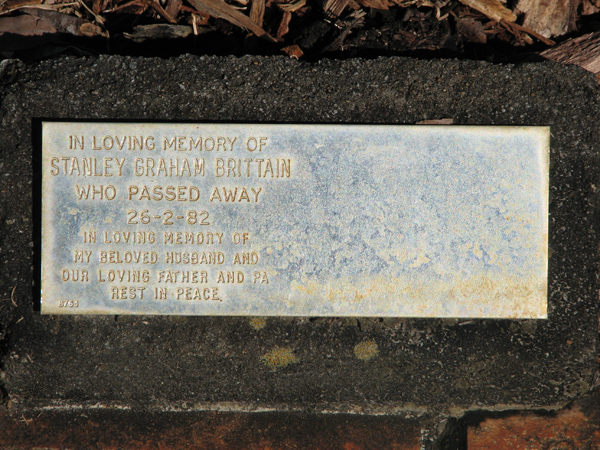 IN LOVING MEMORY OF
STANLEY GRAHAM BRITTAIN
WHO PASSED AWAY
26-2-82
IN LOVING MEMORY OF
MY BELOVED HUSBAND AND
OUR LOVING FATHER AND PA
REST IN PEACE.